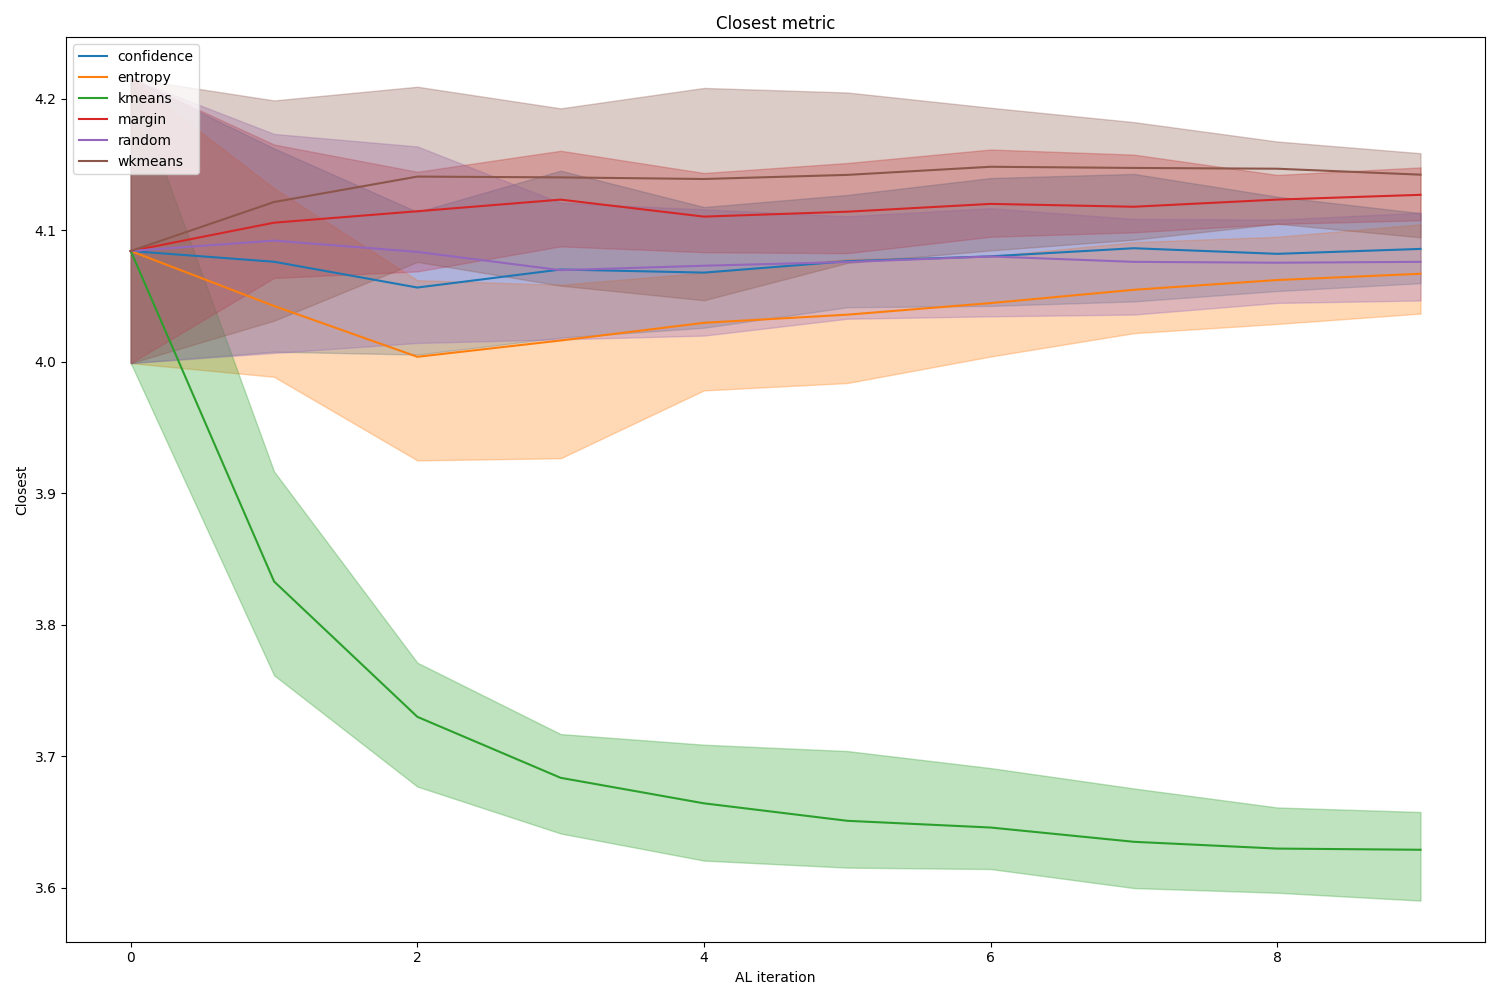 Closest metric
confidence
entropy
kmeans
margin
random
wkmeans
4.2
4.1
4.0
3.9
3.8
3.7
3.6
Closest
0
2
4
6
8
AL iteration